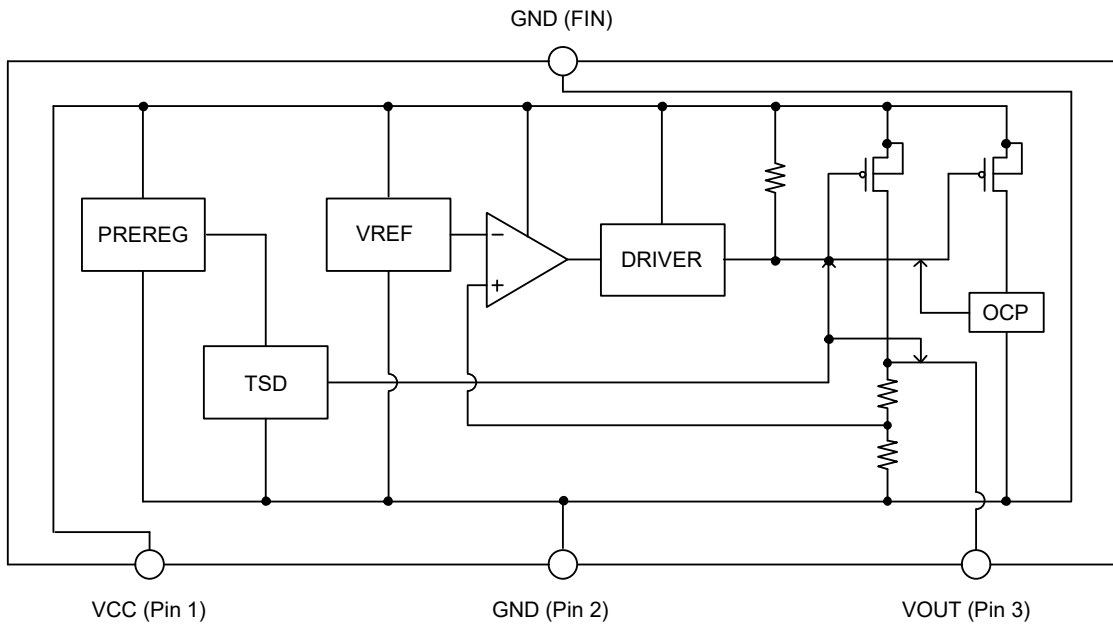 GND (FIN)
PREREG
VREF
−
+
DRIVER
OCP
TSD
VCC (Pin 1)
GND (Pin 2)
VOUT (Pin 3)